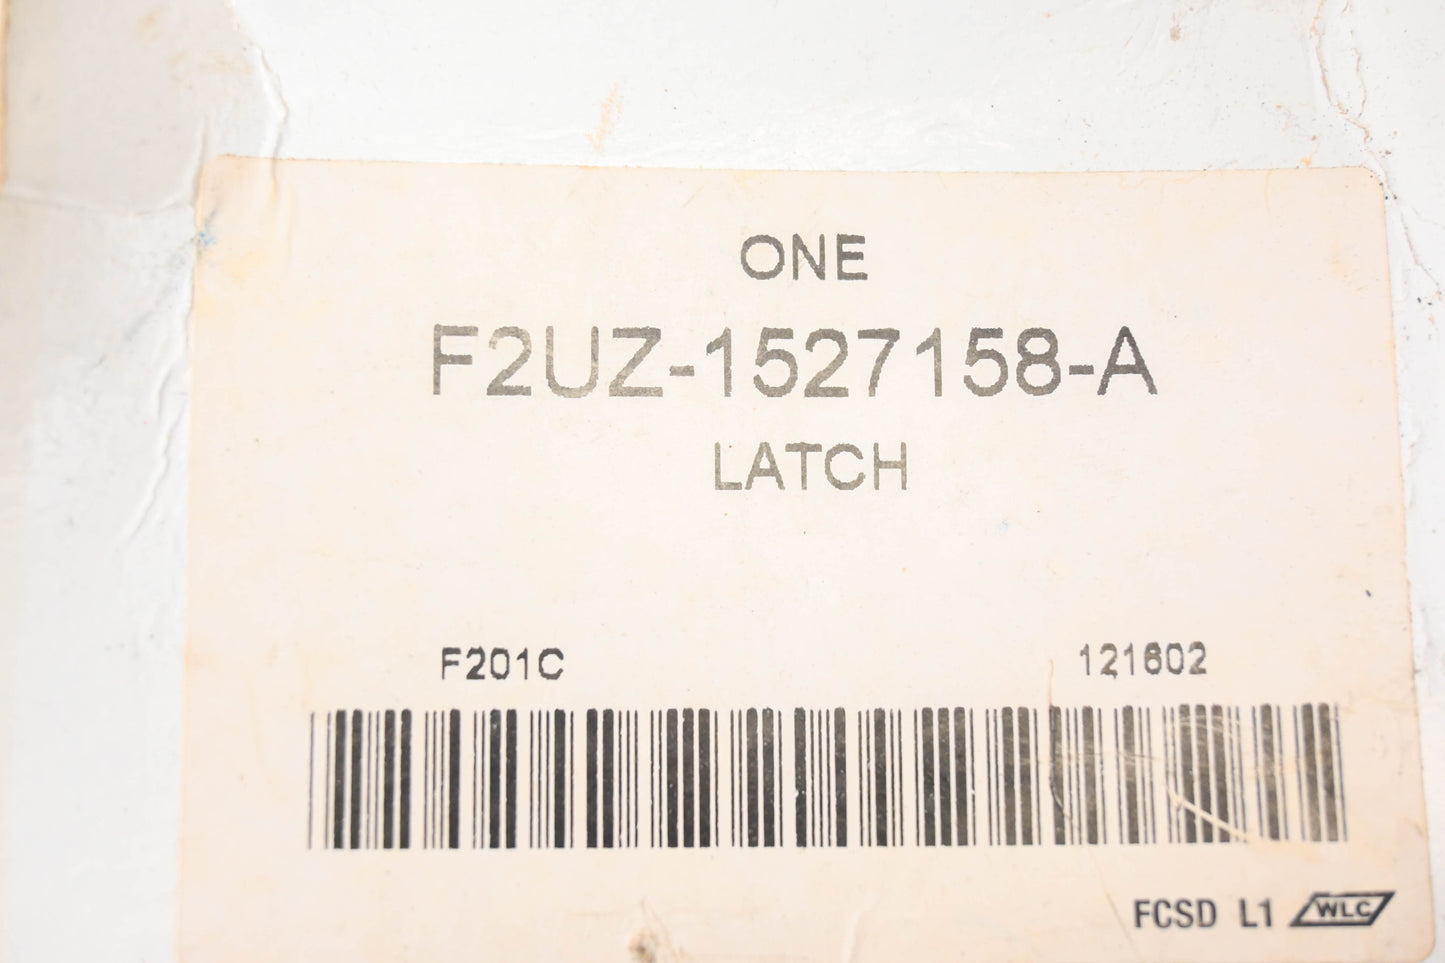 ONE
F2UZ-1527158-A
LATCH
F201C 121602
FCSD L1 WLC